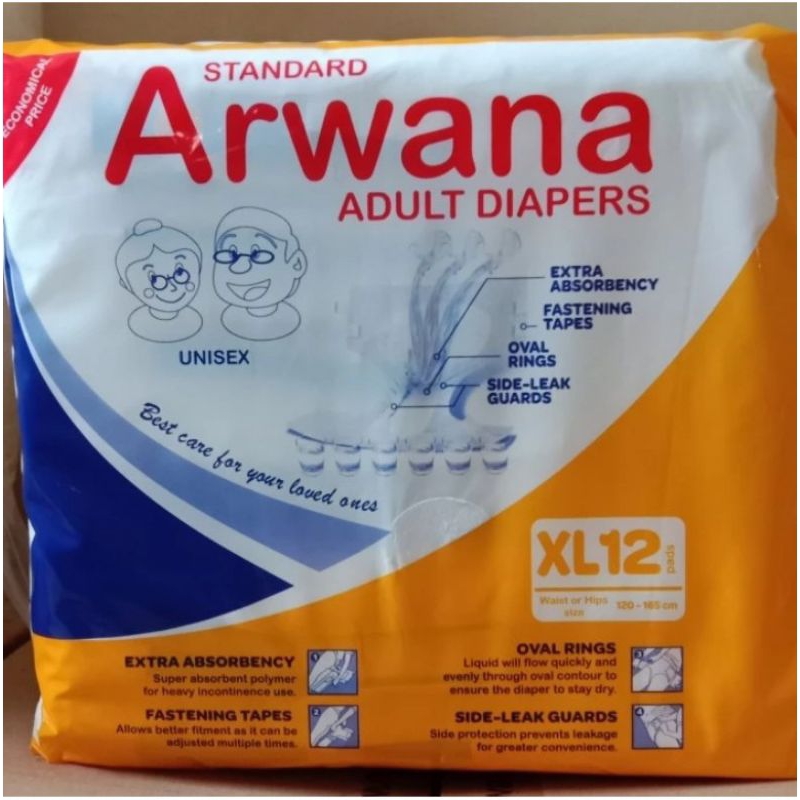 ECONOMICAL
PRICE
STANDARD
Arwana
ADULT DIAPERS
UNISEX
EXTRA
ABSORBENCY
FASTENING
TAPES
OVAL
RINGS
SIDE-LEAK
GUARDS
Best care for your loved ones
XL12 pads
Waist or Hips
size
120 - 165 cm
EXTRA ABSORBENCY
Super absorbent polymer
for heavy incontinence use.
1
FASTENING TAPES
Allows better fitment as it can be
adjusted multiple times.
2
OVAL RINGS
Liquid will flow quickly and
evenly through oval contour to
ensure the diaper to stay dry.
3
SIDE-LEAK GUARDS
Side protection prevents leakage
for greater convenience.
4